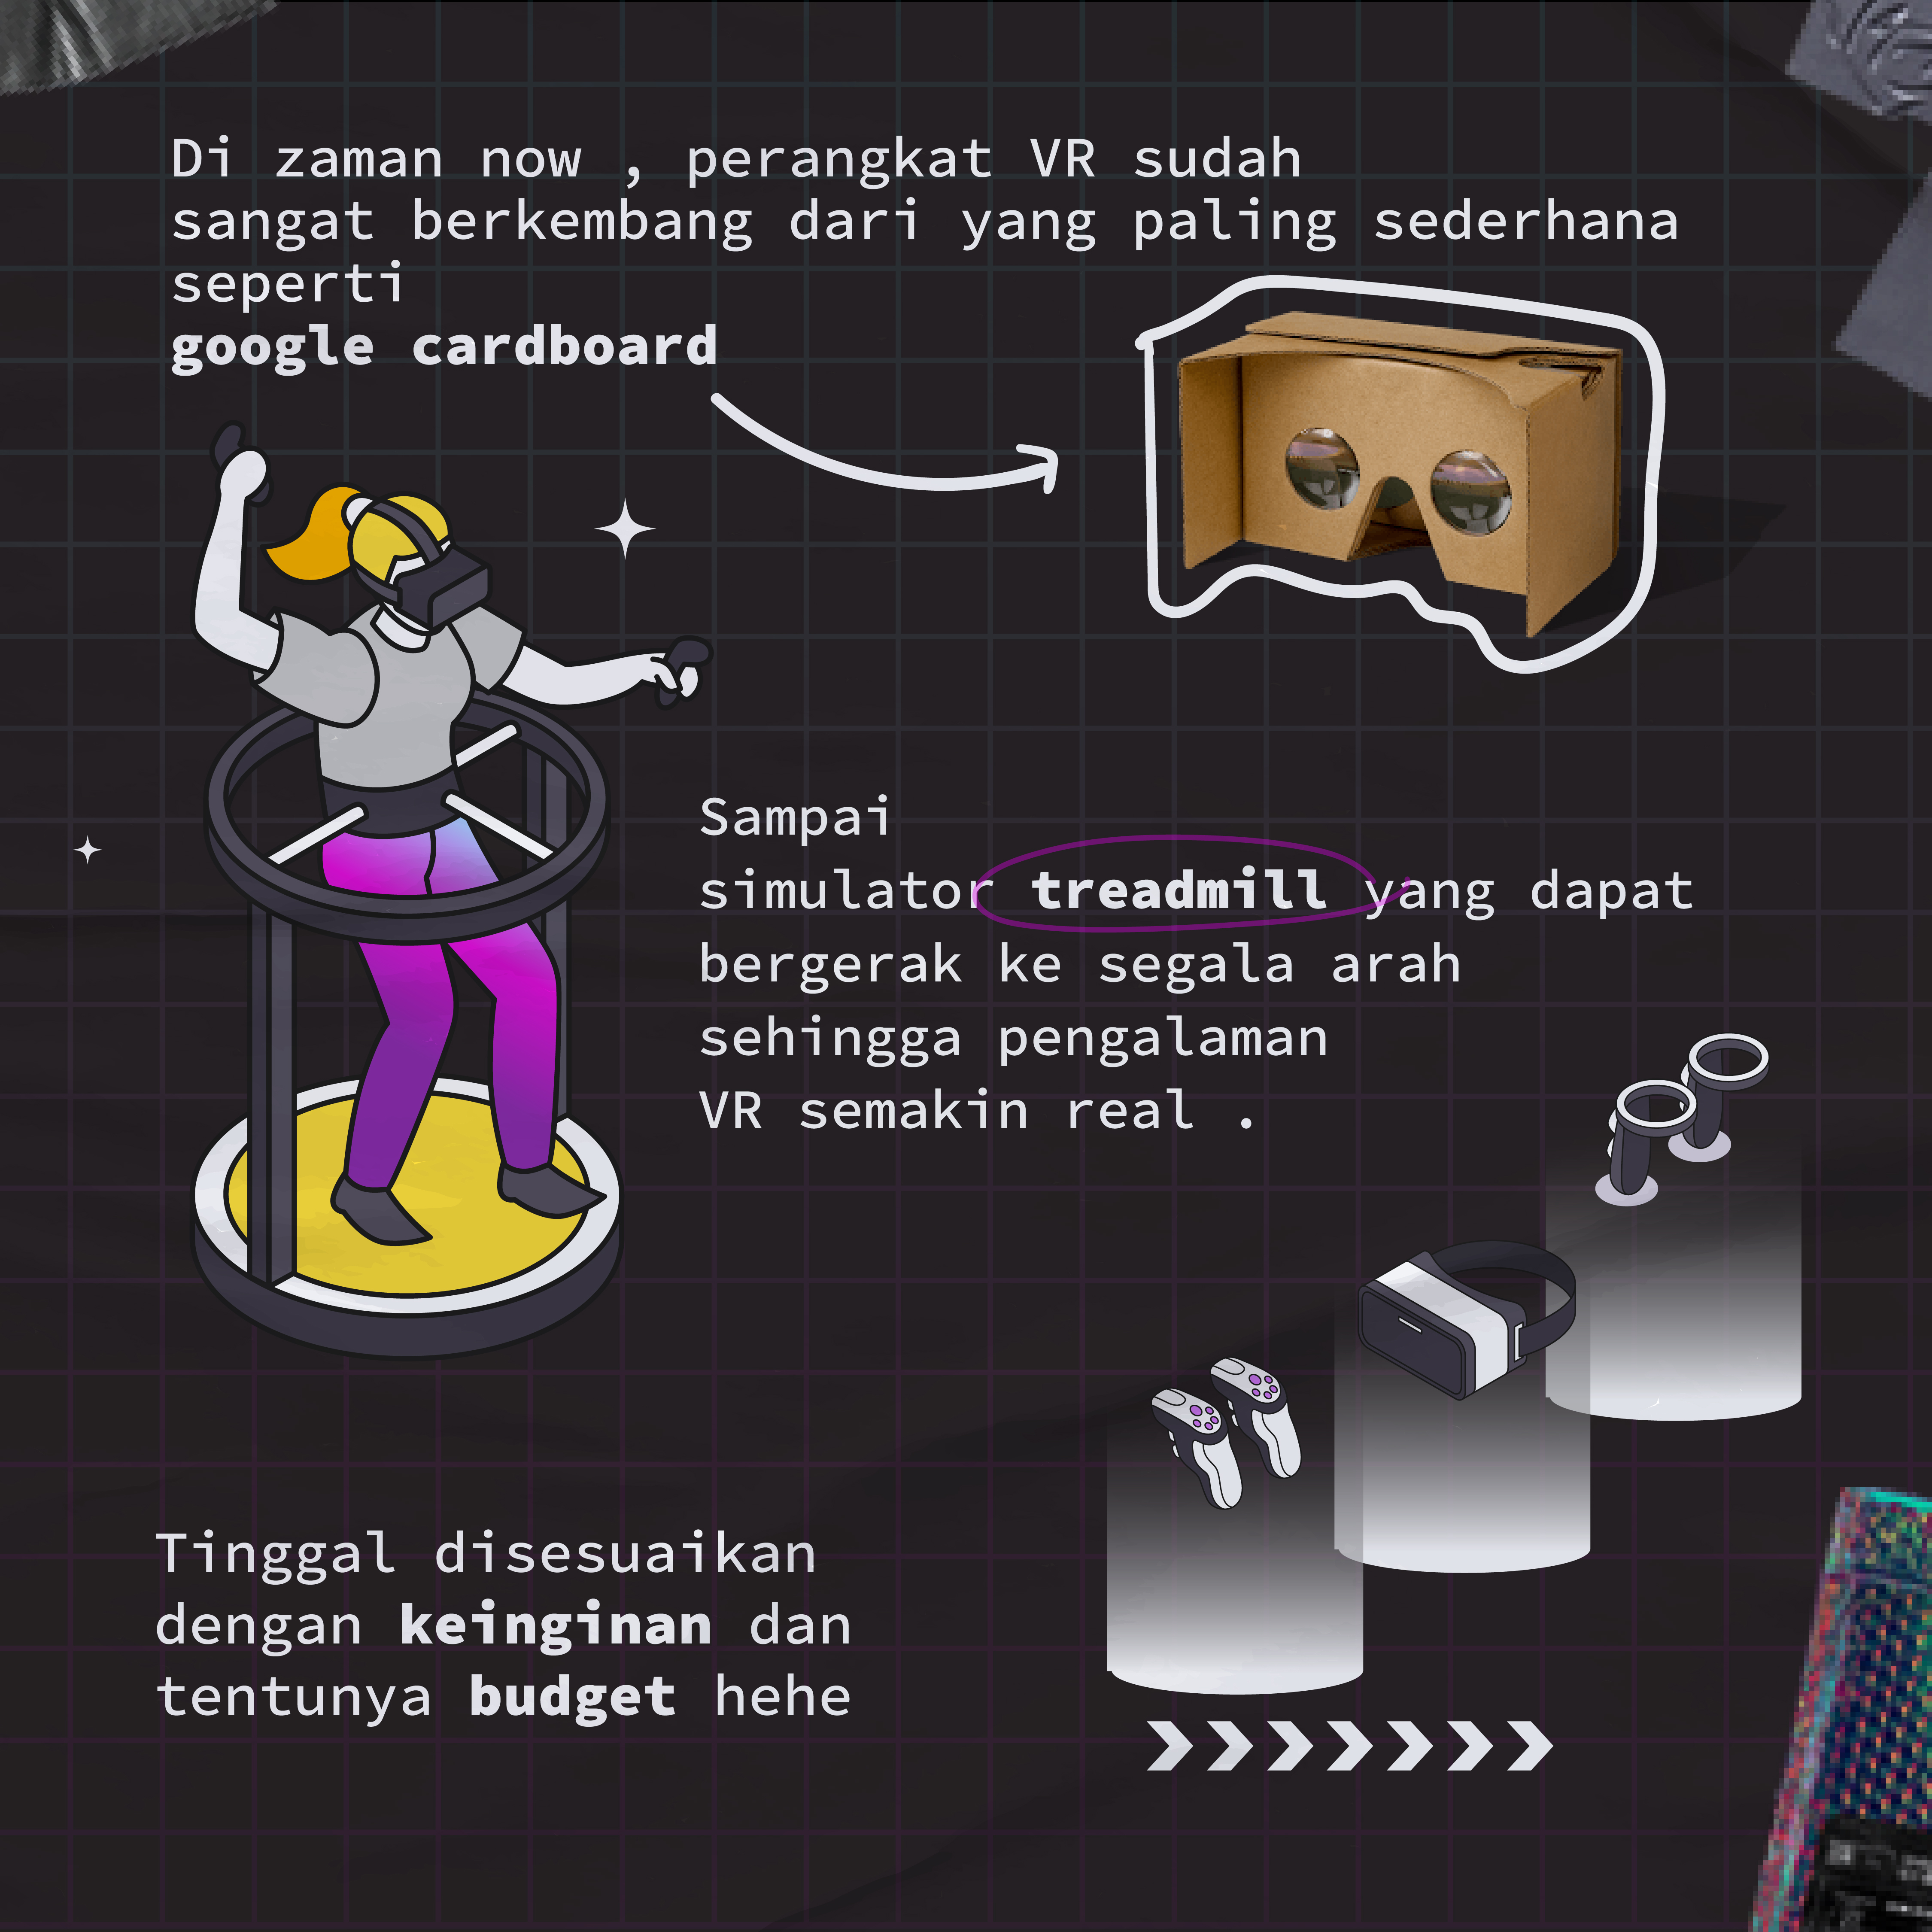 Di zaman now , perangkat VR sudah
sangat berkembang dari yang paling sederhana
seperti
google cardboard
Sampai
simulator treadmill yang dapat
bergerak ke segala arah
sehingga pengalaman
VR semakin real .
Tinggal disesuaikan
dengan keinginan dan
tentunya budget hehe